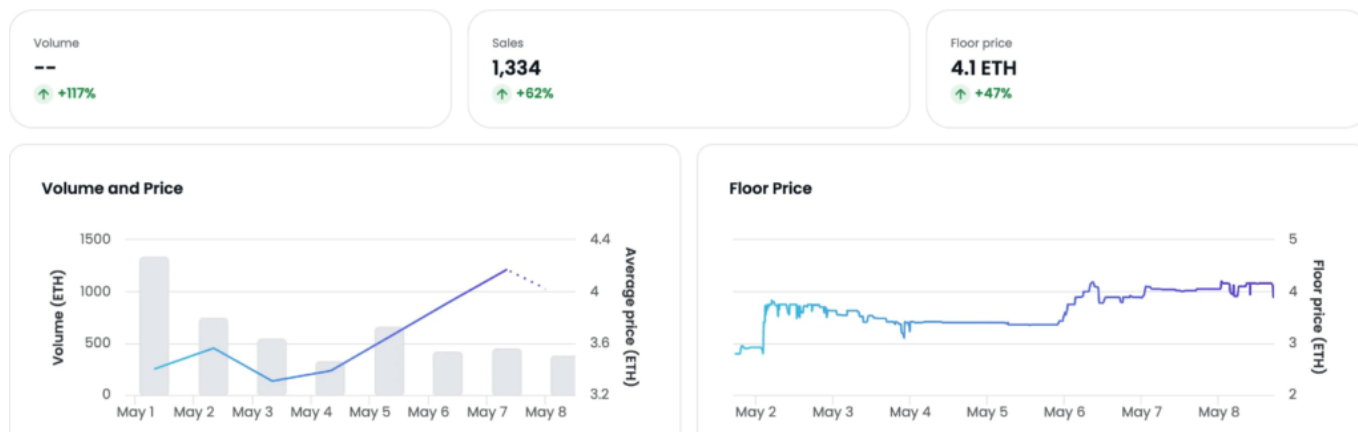 Volume
--
+117%
Sales
1,334
+62%
Floor price
4.1 ETH
+47%
Volume and Price
1500
1000
500
0
Volume (ETH)
4.4
4
3.6
3.2
Average price (ETH)
May 1 May 2 May 3 May 4 May 5 May 6 May 7 May 8
Floor Price
5
4
3
2
Floor price (ETH)
May 2 May 3 May 4 May 5 May 6 May 7 May 8